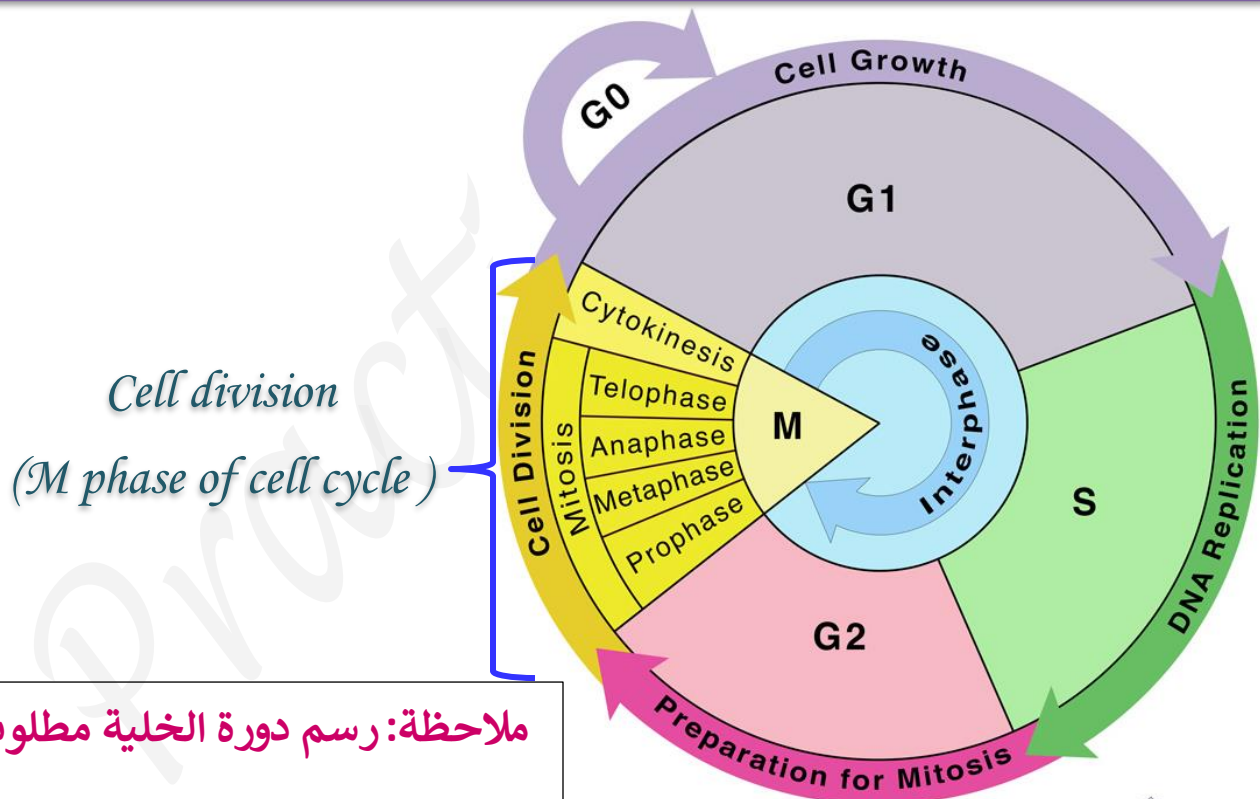 Cell Growth
G0
G1
Cytokinesis
Telophase
Anaphase
Metaphase
Prophase
Mitosis
Cell Division
M
Interphase
S
DNA Replication
G2
Preparation for Mitosis
Cell division
(M phase of cell cycle )
ملاحظة: رسم دورة الخلية
Pract